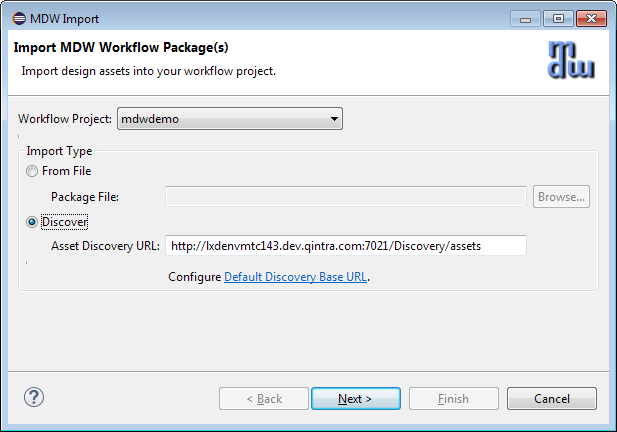 MDW Import
Import MDW Workflow Package(s)
Import design assets into your workflow project.
mdw
Workflow Project: mdwdemo
Import Type
From File
Package File: Browse...
Discover
Asset Discovery URL: http://lxdenvmtc143.dev.qintra.com:7021/Discovery/assets
Configure Default Discovery Base URL.
? < Back Next > Finish Cancel